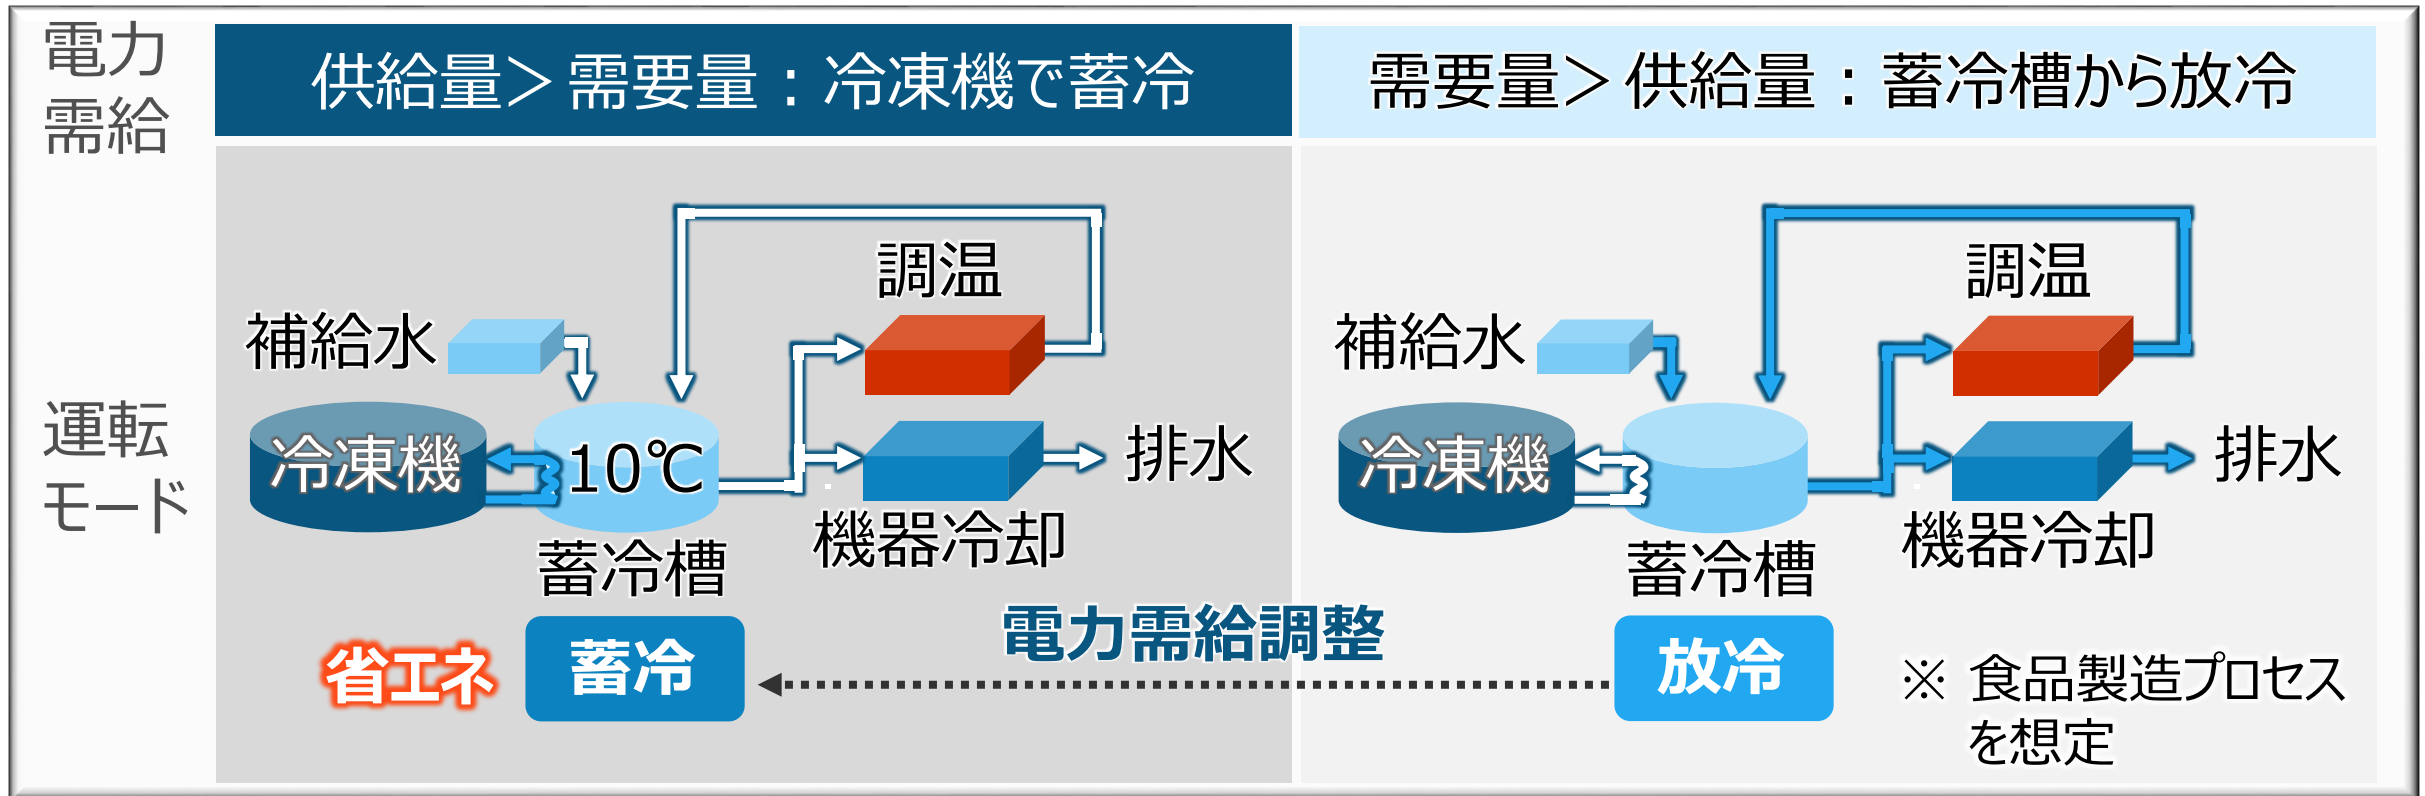 電力
需給
供給量＞需要量：冷凍機で蓄冷
需要量＞供給量：蓄冷槽から放冷
運転
モード
調温
補給水
冷凍機
10℃
排水
機器冷却
蓄冷槽
省エネ
蓄冷
電力需給調整
調温
補給水
冷凍機
排水
機器冷却
蓄冷槽
放冷
※ 食品製造プロセス
を想定